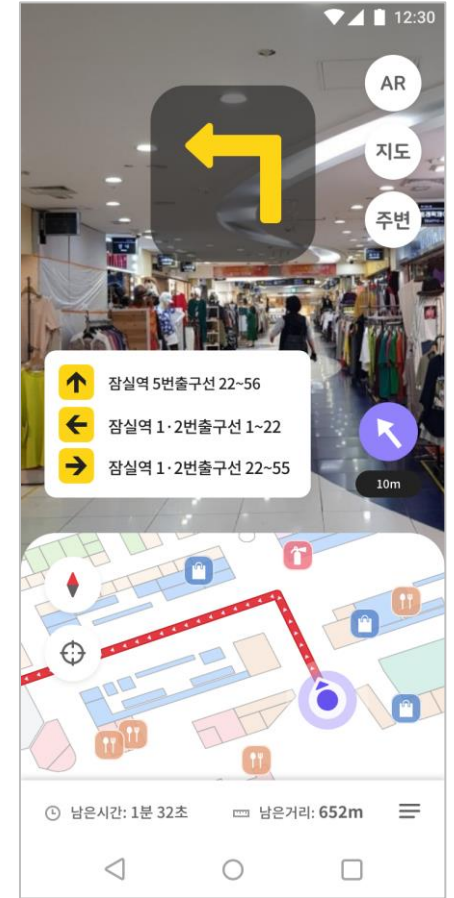 12:30
AR
지도
주변
잠실역 5번출구선 22~56
잠실역 1·2번출구선 1~22
잠실역 1·2번출구선 22~55
10m
남은시간: 1분 32초
남은거리: 652m